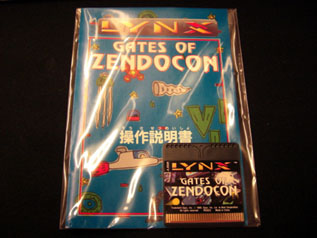 LYNX
GATES OF
ZENDOCON
操作説明書
LYNX
GATES OF
ZENDOCON